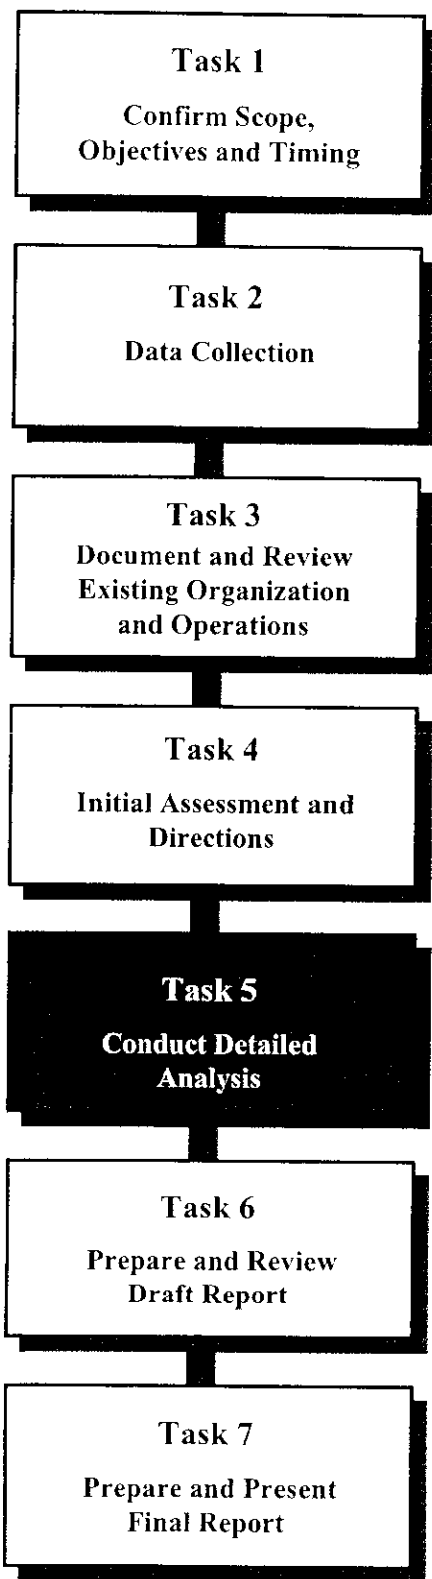 Task 1
Confirm Scope,
Objectives and Timing
Task 2
Data Collection
Task 3
Document and Review
Existing Organization
and Operations
Task 4
Initial Assessment and
Directions
Task 5
Conduct Detailed
Analysis
Task 6
Prepare and Review
Draft Report
Task 7
Prepare and Present
Final Report